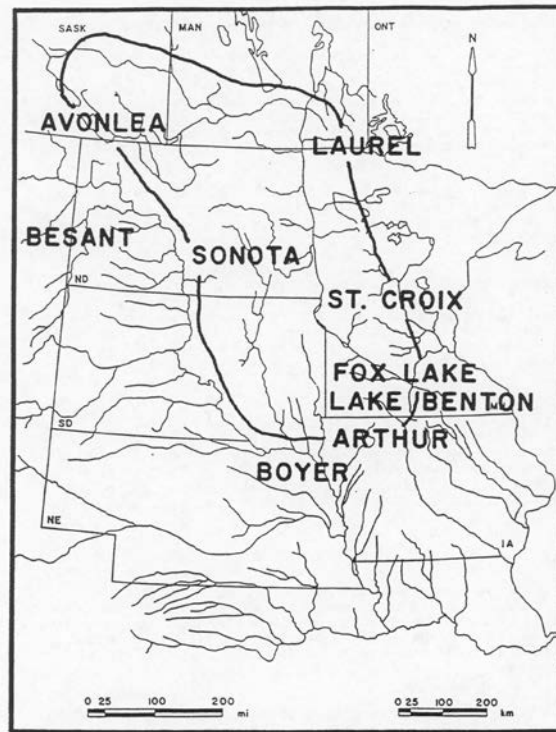 SASK
MAN
ONT
N
AVONLEA
LAUREL
BESANT
SONOTA
ND
ST. CROIX
FOX LAKE
LAKE BENTON
SD
ARTHUR
BOYER
NE
IA
0 25 100 200
mi
0 25 100 200
km